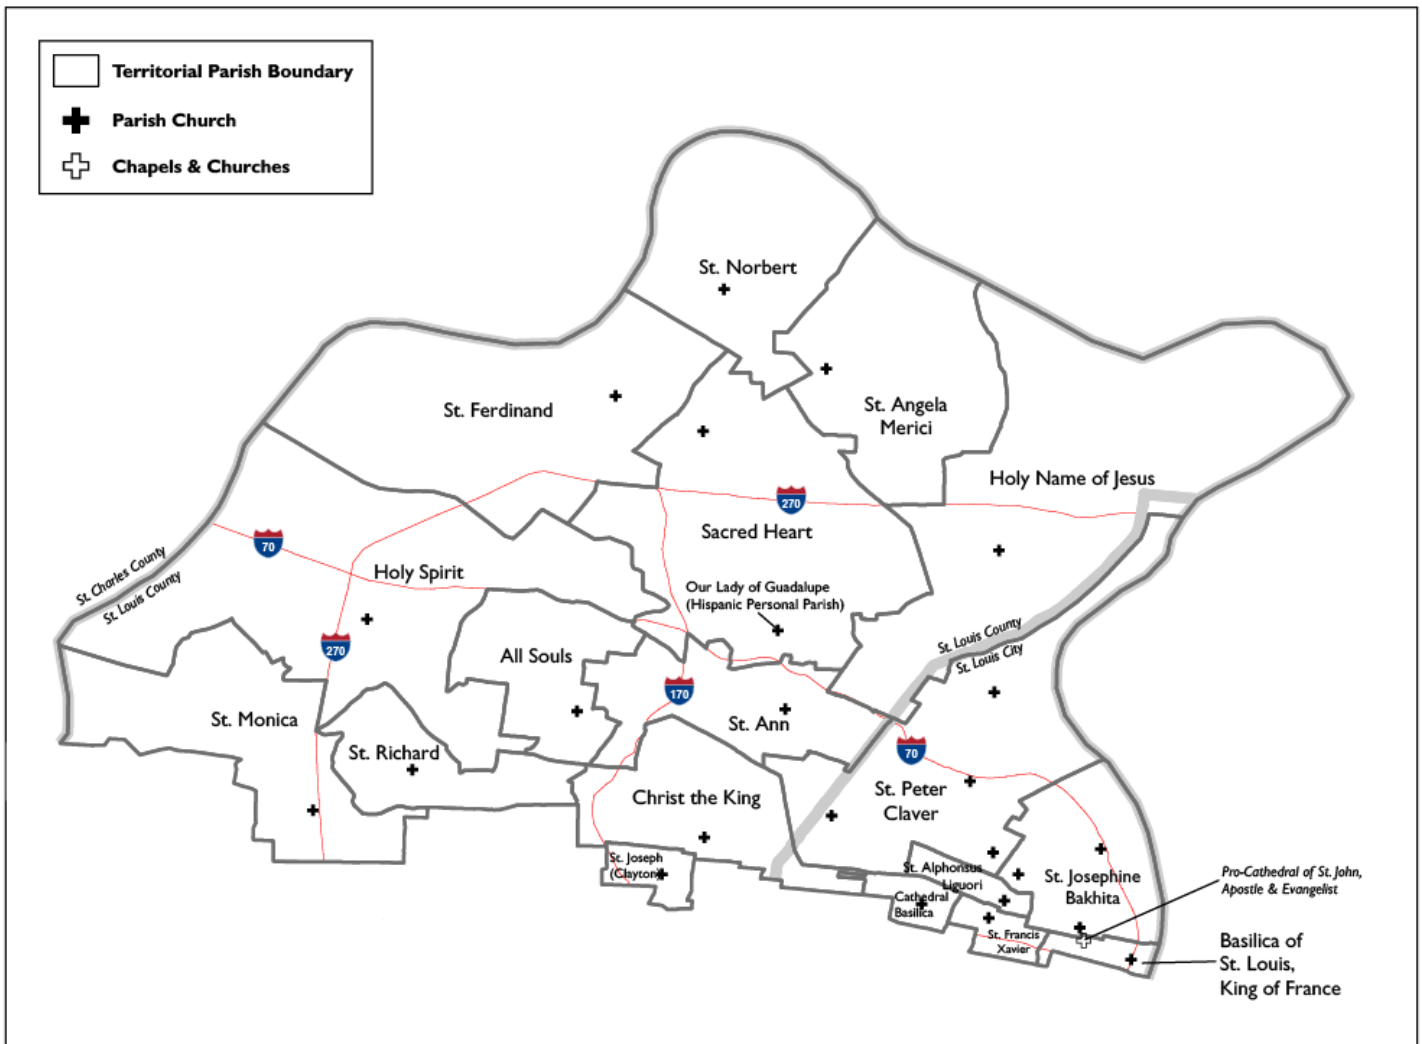 Territorial Parish Boundary
Parish Church
Chapels & Churches
St. Norbert
St. Ferdinand
St. Angela
Merici
Holy Name of Jesus
270
Sacred Heart
70
St. Charles County
St. Louis County
Holy Spirit
Our Lady of Guadalupe
(Hispanic Personal Parish)
270
St. Louis County
St. Louis City
All Souls
170
St. Monica
St. Ann
St. Richard
70
Christ the King
St. Peter
Claver
St. Joseph
(Clayton)
St. Alphonsus
Liguori
St. Josephine
Bakhita
Pro-Cathedral of St. John,
Apostle & Evangelist
Cathedral
Basilica
St. Francis
Xavier
Basilica of
St. Louis,
King of France